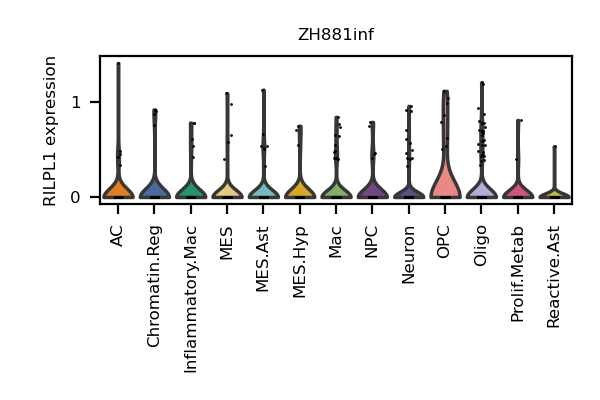 ZH881inf
RILPL1 expression
1
0
AC
Chromatin.Reg
Inflammatory.Mac
MES
MES.Ast
MES.Hyp
Mac
NPC
Neuron
OPC
Oligo
Prolif.Metab
Reactive.Ast